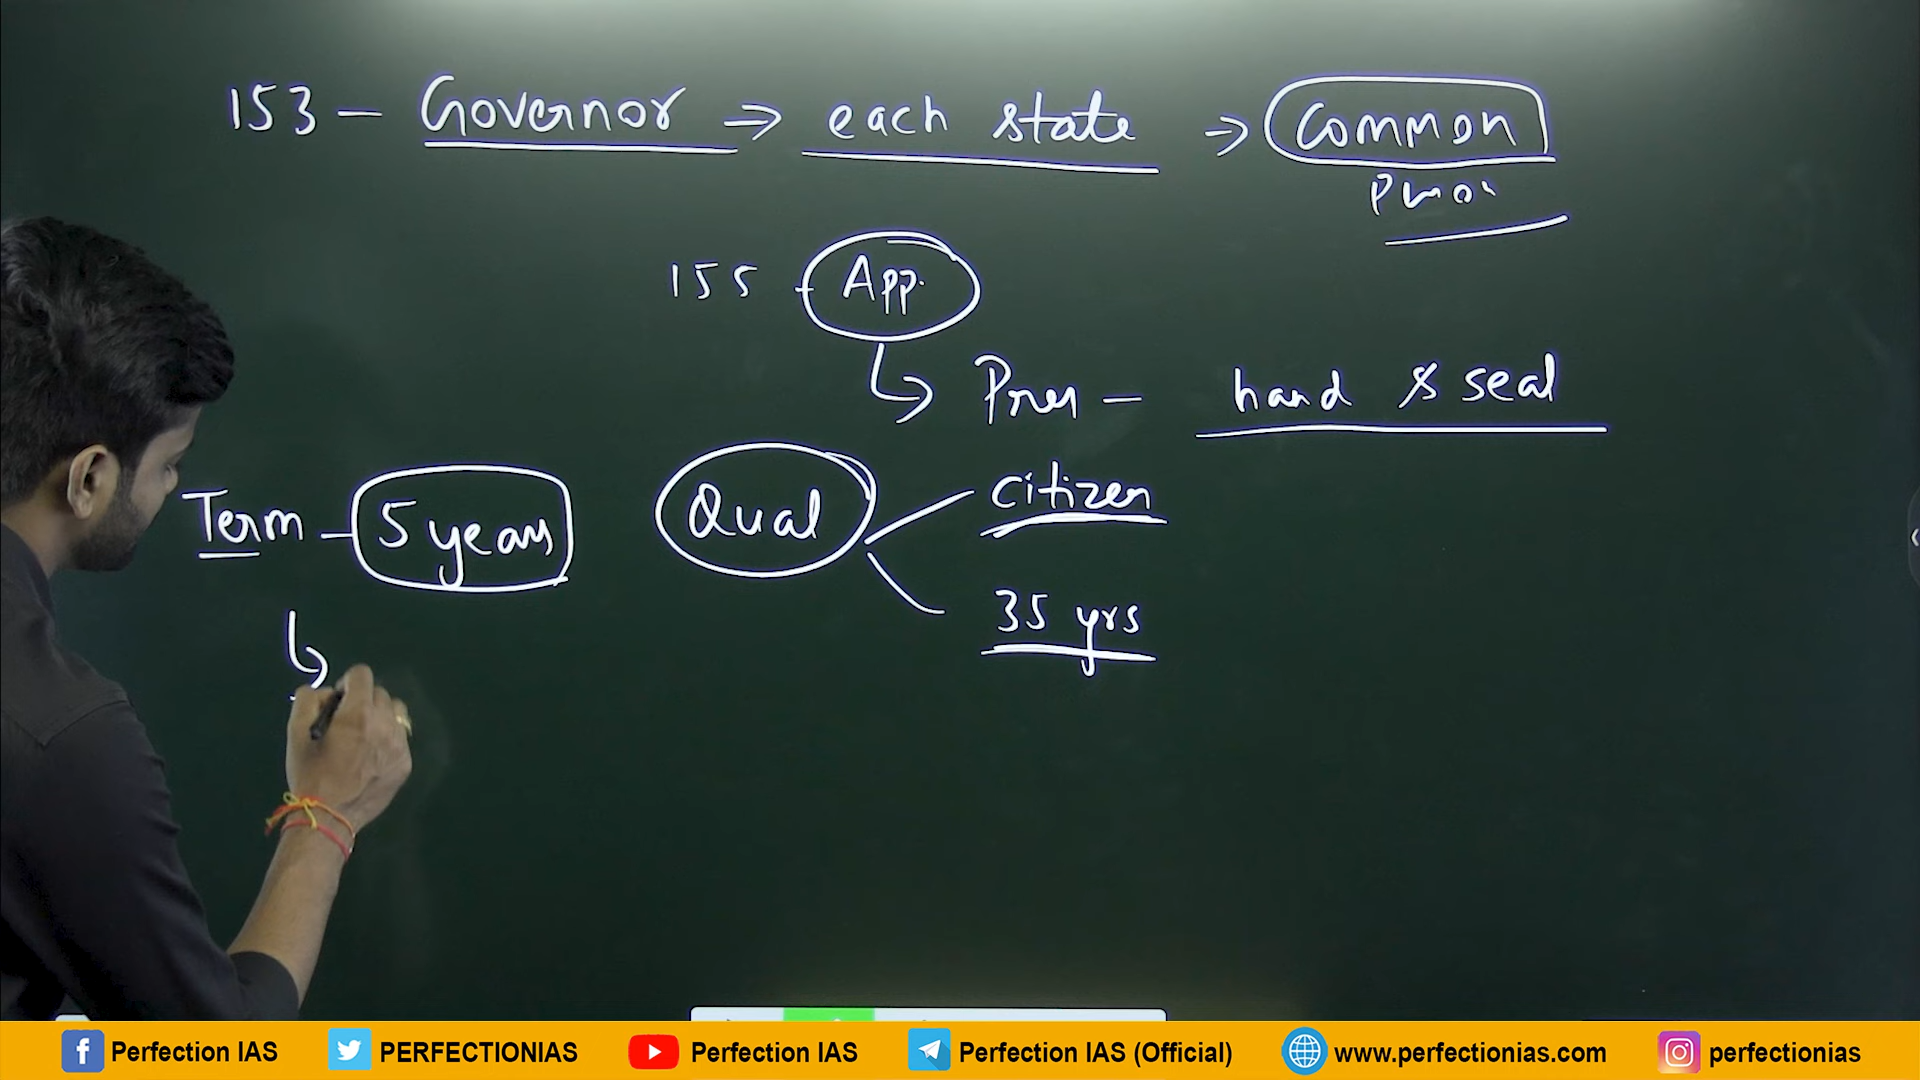 153 - Governor → each state → Common
155 - App.
Pres - hand & seal
Term - 5 years
Qual
citizen
35 yrs
Perfection IAS
PERFECTIONIAS
Perfection IAS
Perfection IAS (Official)
www.perfectionias.com
perfectionias